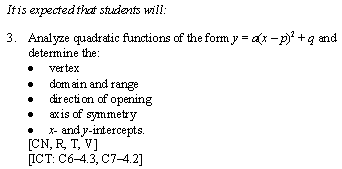 It is expected that students will:
3. Analyze quadratic functions of the form y = a(x – p)² + q and
determine the:
• vertex
• domain and range
• direction of opening
• axis of symmetry
• x- and y-intercepts.
[CN, R, T, V]
[ICT: C6–4.3, C7–4.2]